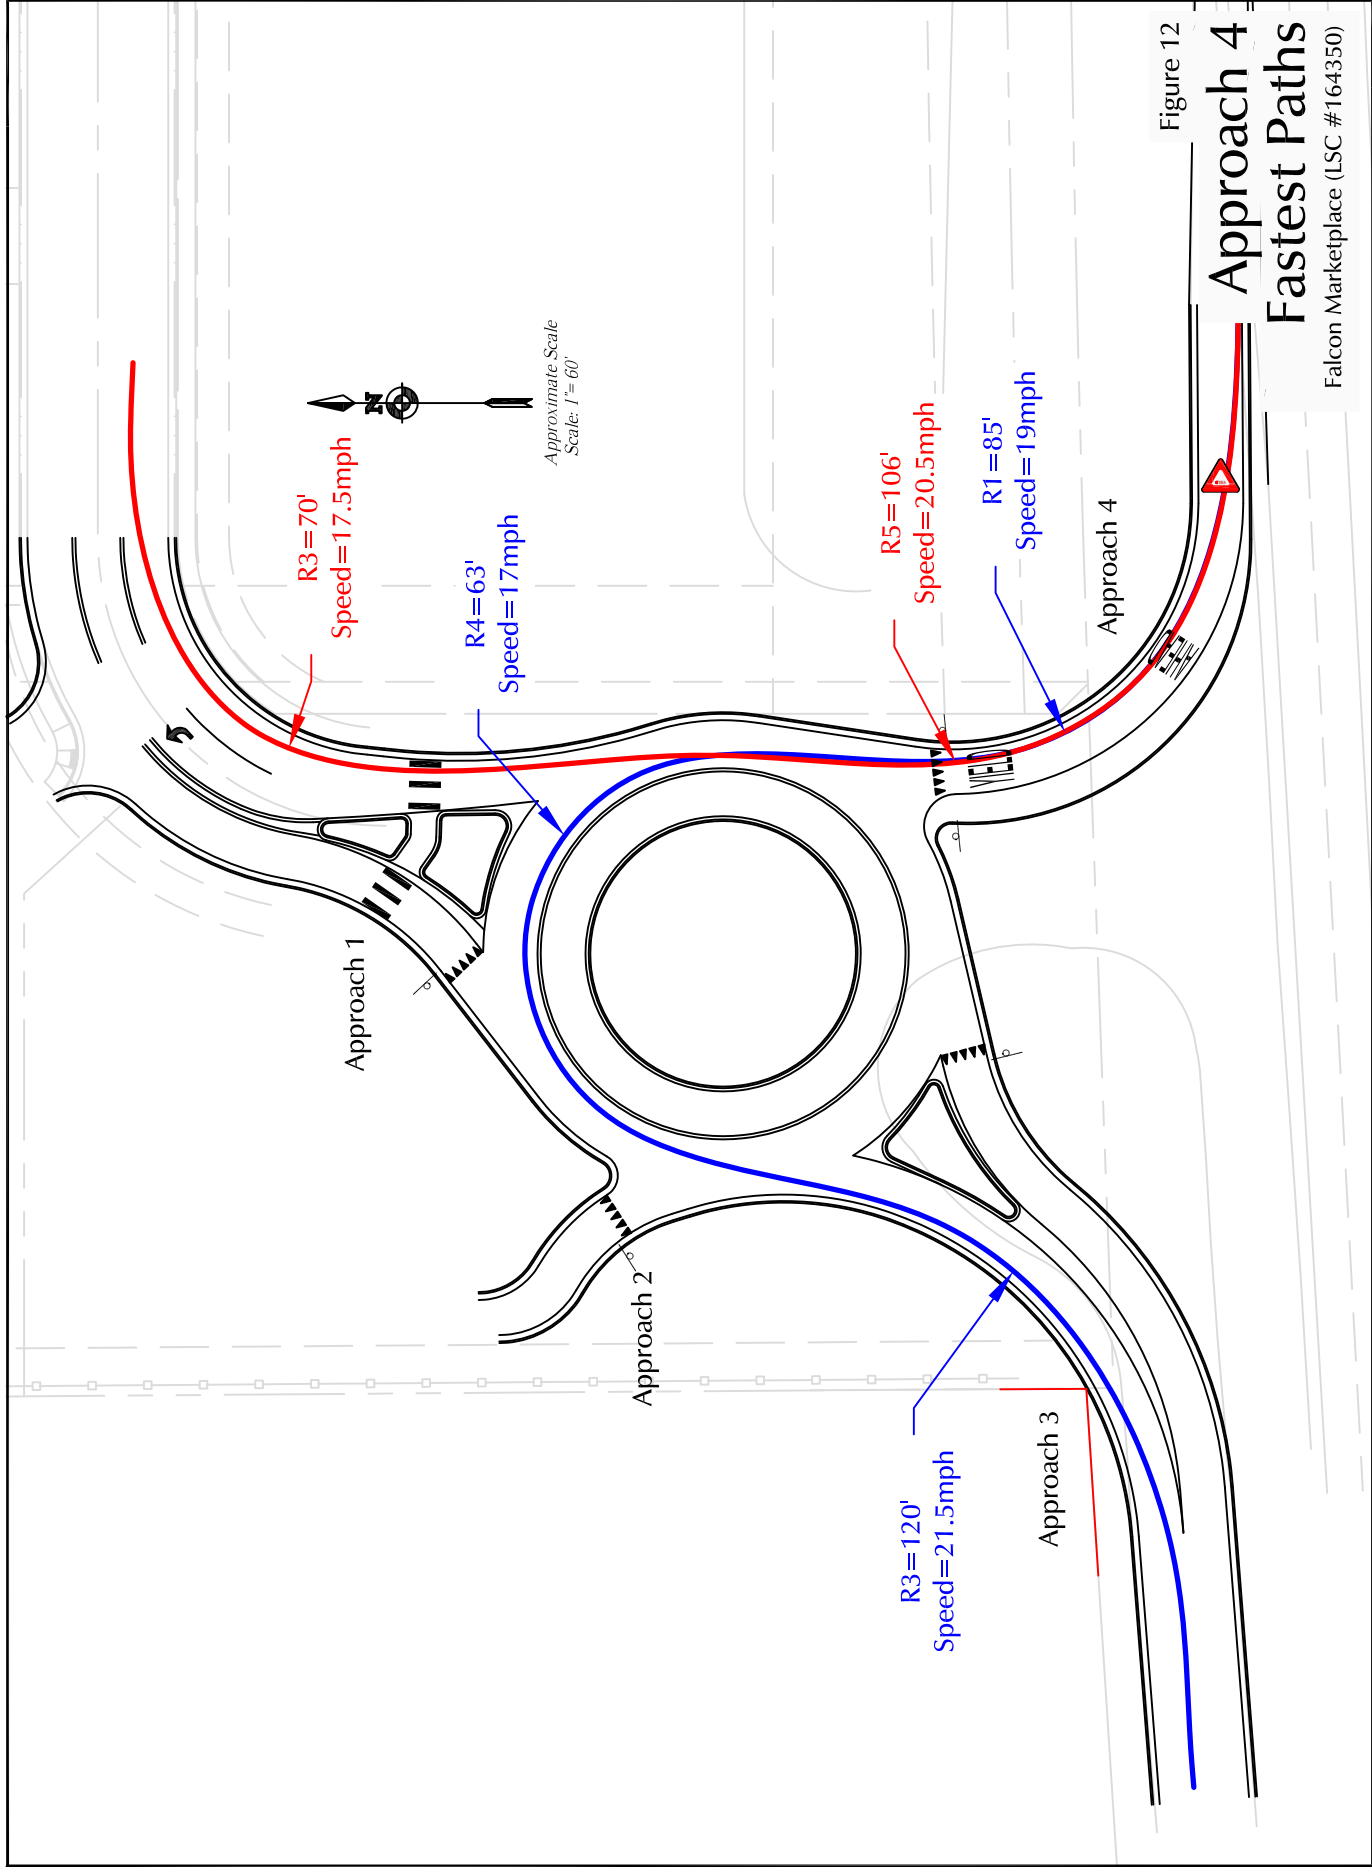 Figure 12
Approach 4
Fastest Paths
Falcon Marketplace (LSC #164350)
Approximate Scale
Scale: 1"= 60'
N
R3=70'
Speed=17.5mph
R4=63'
Speed=17mph
R5=106'
Speed=20.5mph
R1=85'
Speed=19mph
Approach 4
Approach 1
Approach 2
Approach 3
R3=120'
Speed=21.5mph